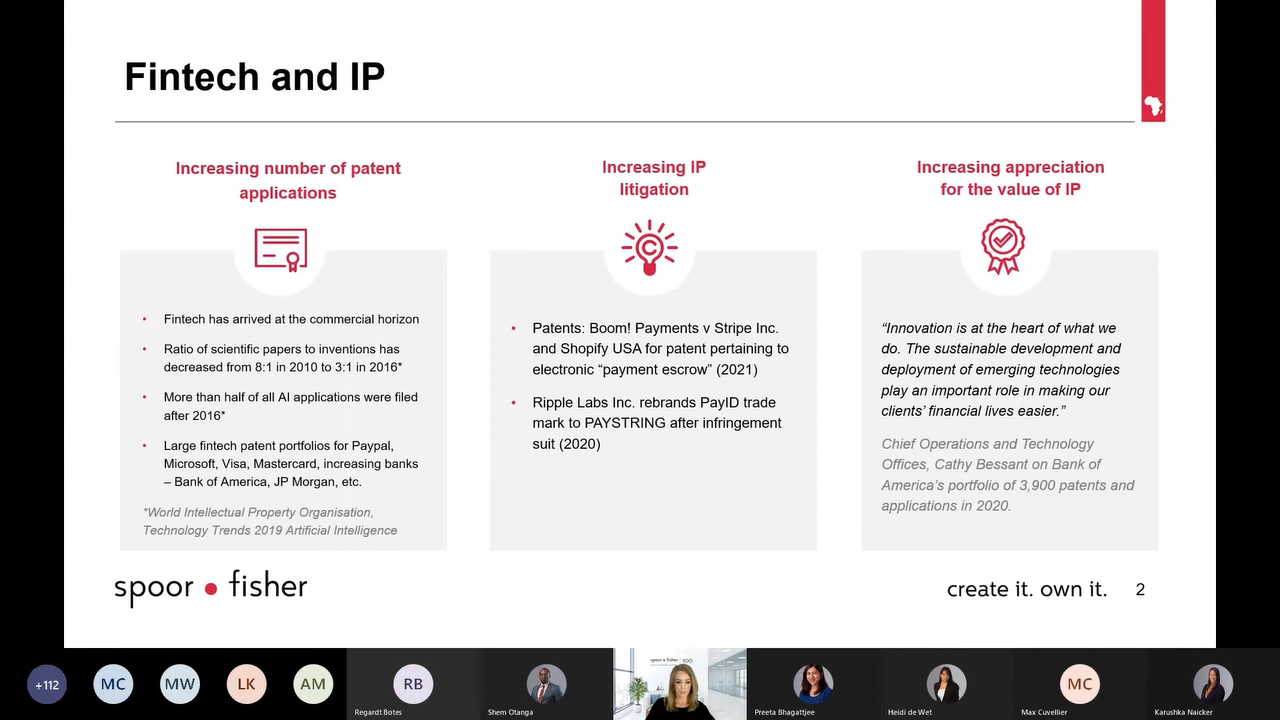 Fintech and IP
Increasing number of patent
applications
• Fintech has arrived at the commercial horizon
• Ratio of scientific papers to inventions has
decreased from 8:1 in 2010 to 3:1 in 2016*
• More than half of all AI applications were filed
after 2016*
• Large fintech patent portfolios for Paypal,
Microsoft, Visa, Mastercard, increasing banks
– Bank of America, JP Morgan, etc.
*World Intellectual Property Organisation,
Technology Trends 2019 Artificial Intelligence
Increasing IP
litigation
C
• Patents: Boom! Payments v Stripe Inc.
and Shopify USA for patent pertaining to
electronic “payment escrow” (2021)
• Ripple Labs Inc. rebrands PayID trade
mark to PAYSTRING after infringement
suit (2020)
Increasing appreciation
for the value of IP
“Innovation is at the heart of what we
do. The sustainable development and
deployment of emerging technologies
play an important role in making our
clients’ financial lives easier.”
Chief Operations and Technology
Offices, Cathy Bessant on Bank of
America’s portfolio of 3,900 patents and
applications in 2020.
spoor • fisher
create it. own it. 2
+112
MC
MW
LK
AM
RB
Regardt Botes
Shem Otanga
spoor • fisher | 100
Preeta Bhagattjee
Heidi de Wet
MC
Max Cuvellier
Karushka Naicker